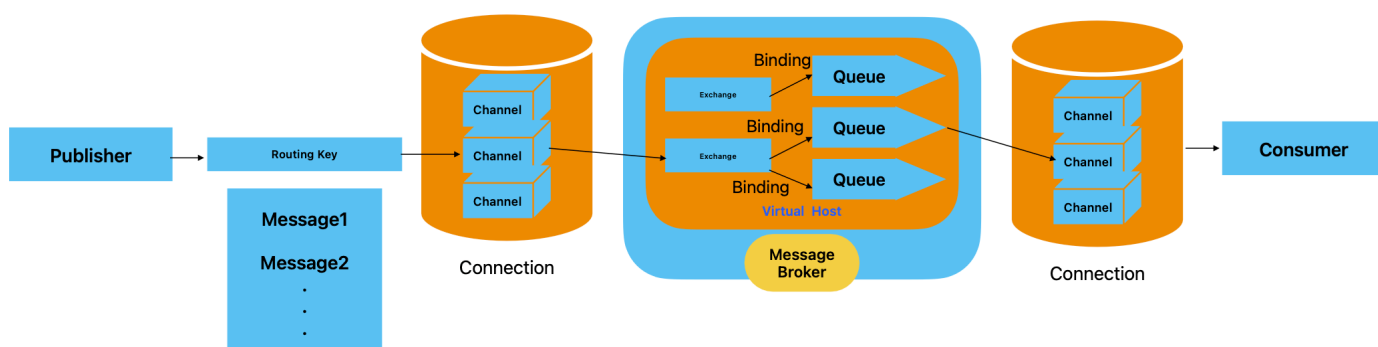 Publisher
Routing Key
Message1
Message2
.
.
.
Channel
Channel
Channel
Connection
Exchange
Exchange
Binding
Binding
Binding
Queue
Queue
Queue
Virtual Host
Message
Broker
Channel
Channel
Channel
Connection
Consumer